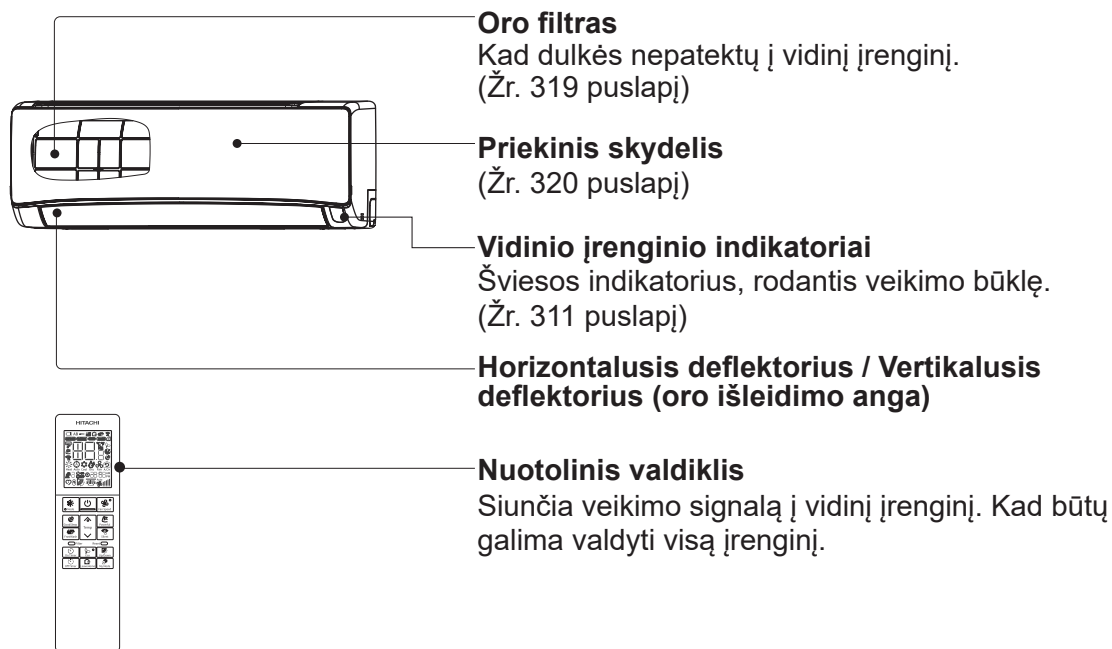 Oro filtras
Kad dulkės nepatektų į vidinį įrenginį.
(Žr. 319 puslapį)
Priekinis skydelis
(Žr. 320 puslapį)
Vidinio įrenginio indikatoriai
Šviesos indikatorius, rodantis veikimo būklę.
(Žr. 311 puslapį)
Horizontalusis deflektorius / Vertikalusis
deflektorius (oro išleidimo anga)
HITACHI
Nuotolinis valdiklis
Siunčia veikimo signalą į vidinį įrenginį. Kad būtų
galima valdyti visą įrenginį.
Temp